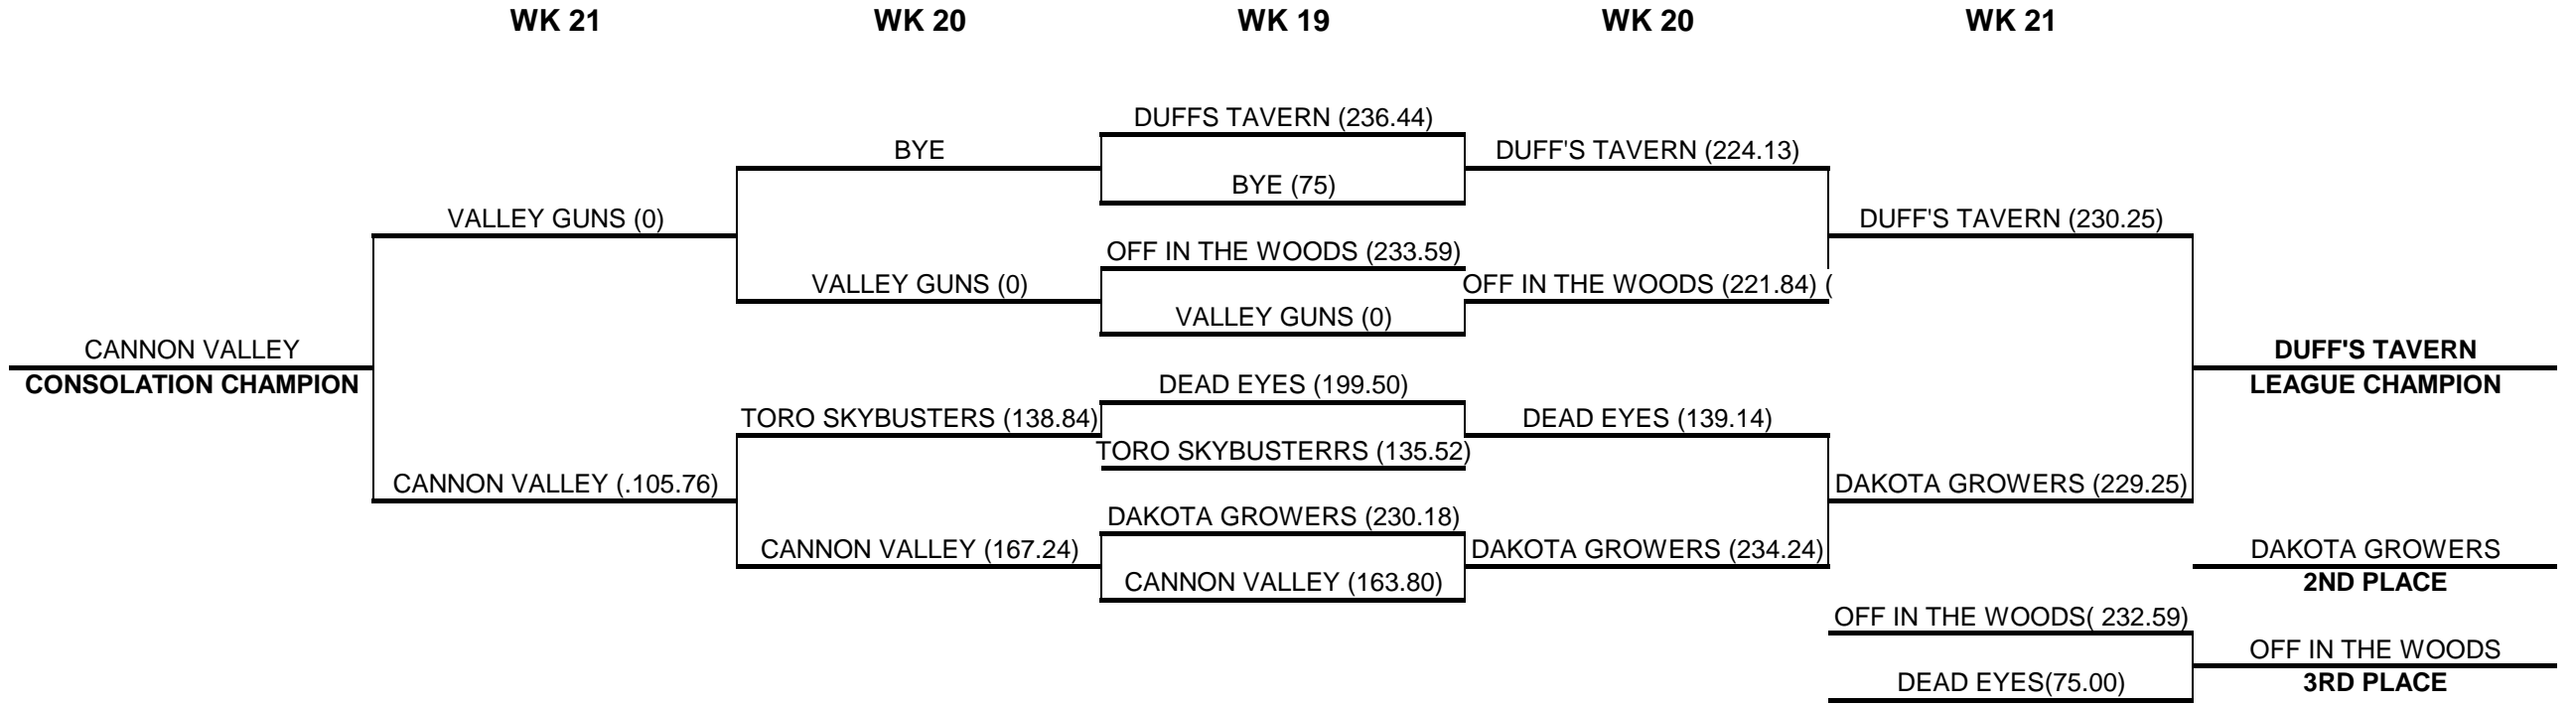 WK 21 WK 20 WK 19 WK 20 WK 21
DUFFS TAVERN (236.44)
BYE DUFF'S TAVERN (224.13)
BYE (75)
VALLEY GUNS (0) DUFF'S TAVERN (230.25)
OFF IN THE WOODS (233.59)
VALLEY GUNS (0) OFF IN THE WOODS (221.84) (
VALLEY GUNS (0)
CANNON VALLEY DUFF'S TAVERN
CONSOLATION CHAMPION DEAD EYES (199.50) LEAGUE CHAMPION
TORO SKYBUSTERS (138.84) DEAD EYES (139.14)
TORO SKYBUSTERRS (135.52)
CANNON VALLEY (.105.76) DAKOTA GROWERS (229.25)
DAKOTA GROWERS (230.18)
CANNON VALLEY (167.24) DAKOTA GROWERS (234.24) DAKOTA GROWERS
CANNON VALLEY (163.80) 2ND PLACE
OFF IN THE WOODS( 232.59)
OFF IN THE WOODS
DEAD EYES(75.00) 3RD PLACE